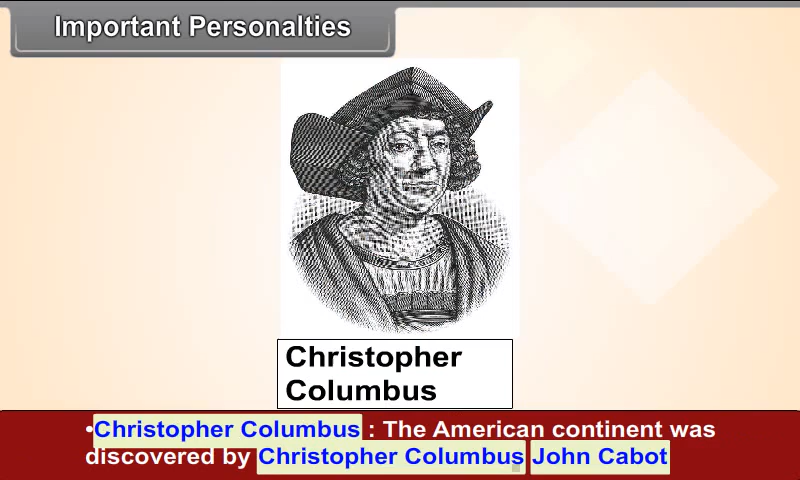 Important Personalties
Christopher
Columbus
•Christopher Columbus : The American continent was
discovered by Christopher Columbus John Cabot